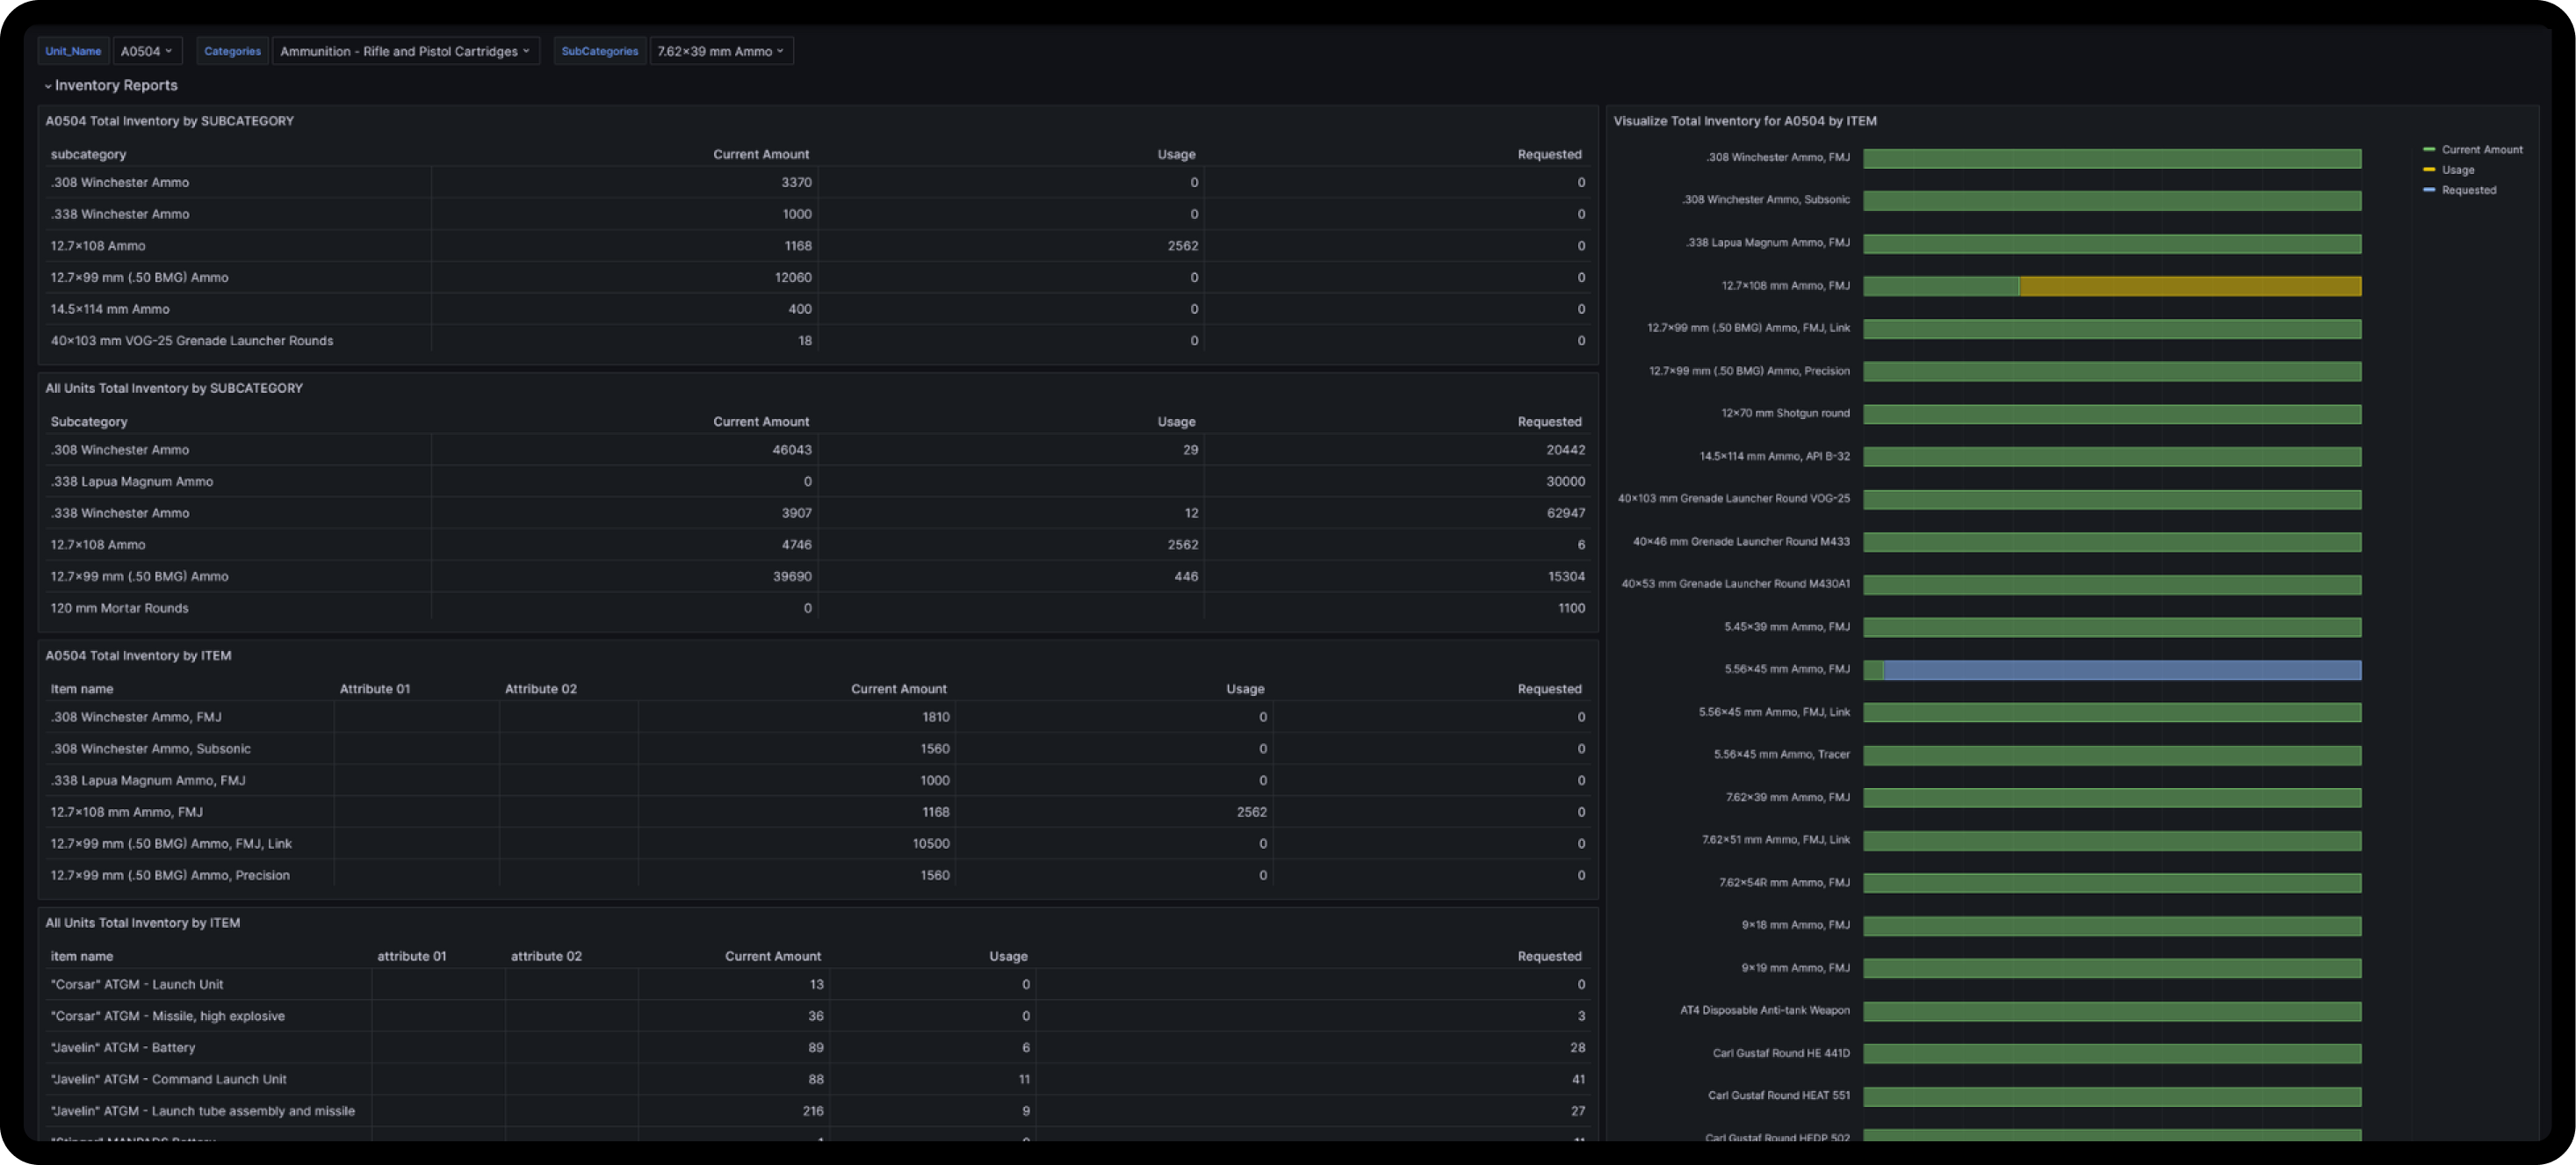 Unit_Name A0504 Categories Ammunition - Rifle and Pistol Cartridges SubCategories 7.62×39 mm Ammo
Inventory Reports
A0504 Total Inventory by SUBCATEGORY
subcategory Current Amount Usage Requested
.308 Winchester Ammo 3370 0 0
.338 Winchester Ammo 1000 0 0
12.7×108 Ammo 1168 2562 0
12.7×99 mm (.50 BMG) Ammo 12060 0 0
14.5×114 mm Ammo 400 0 0
40×103 mm VOG-25 Grenade Launcher Rounds 18 0 0
All Units Total Inventory by SUBCATEGORY
Subcategory Current Amount Usage Requested
.308 Winchester Ammo 46043 29 20442
.338 Lapua Magnum Ammo 0 30000
.338 Winchester Ammo 3907 12 62947
12.7×108 Ammo 4746 2562 6
12.7×99 mm (.50 BMG) Ammo 39690 446 15304
120 mm Mortar Rounds 0 1100
A0504 Total Inventory by ITEM
Item name Attribute 01 Attribute 02 Current Amount Usage Requested
.308 Winchester Ammo, FMJ 1810 0 0
.308 Winchester Ammo, Subsonic 1560 0 0
.338 Lapua Magnum Ammo, FMJ 1000 0 0
12.7×108 mm Ammo, FMJ 1168 2562 0
12.7×99 mm (.50 BMG) Ammo, FMJ, Link 10500 0 0
12.7×99 mm (.50 BMG) Ammo, Precision 1560 0 0
All Units Total Inventory by ITEM
item name attribute 01 attribute 02 Current Amount Usage Requested
"Corsar" ATGM - Launch Unit 13 0 0
"Corsar" ATGM - Missile, high explosive 36 0 3
"Javelin" ATGM - Battery 89 6 28
"Javelin" ATGM - Command Launch Unit 88 11 41
"Javelin" ATGM - Launch tube assembly and missile 216 9 27
Visualize Total Inventory for A0504 by ITEM
Current Amount
Usage
Requested
.308 Winchester Ammo, FMJ
.308 Winchester Ammo, Subsonic
.338 Lapua Magnum Ammo, FMJ
12.7×108 mm Ammo, FMJ
12.7×99 mm (.50 BMG) Ammo, FMJ, Link
12.7×99 mm (.50 BMG) Ammo, Precision
12×70 mm Shotgun round
14.5×114 mm Ammo, API B-32
40×103 mm Grenade Launcher Round VOG-25
40×46 mm Grenade Launcher Round M433
40×53 mm Grenade Launcher Round M430A1
5.45×39 mm Ammo, FMJ
5.56×45 mm Ammo, FMJ
5.56×45 mm Ammo, FMJ, Link
5.56×45 mm Ammo, Tracer
7.62×39 mm Ammo, FMJ
7.62×51 mm Ammo, FMJ, Link
7.62×54R mm Ammo, FMJ
9×18 mm Ammo, FMJ
9×19 mm Ammo, FMJ
AT4 Disposable Anti-tank Weapon
Carl Gustaf Round HE 441D
Carl Gustaf Round HEAT 551
Carl Gustaf Round HEDP 502